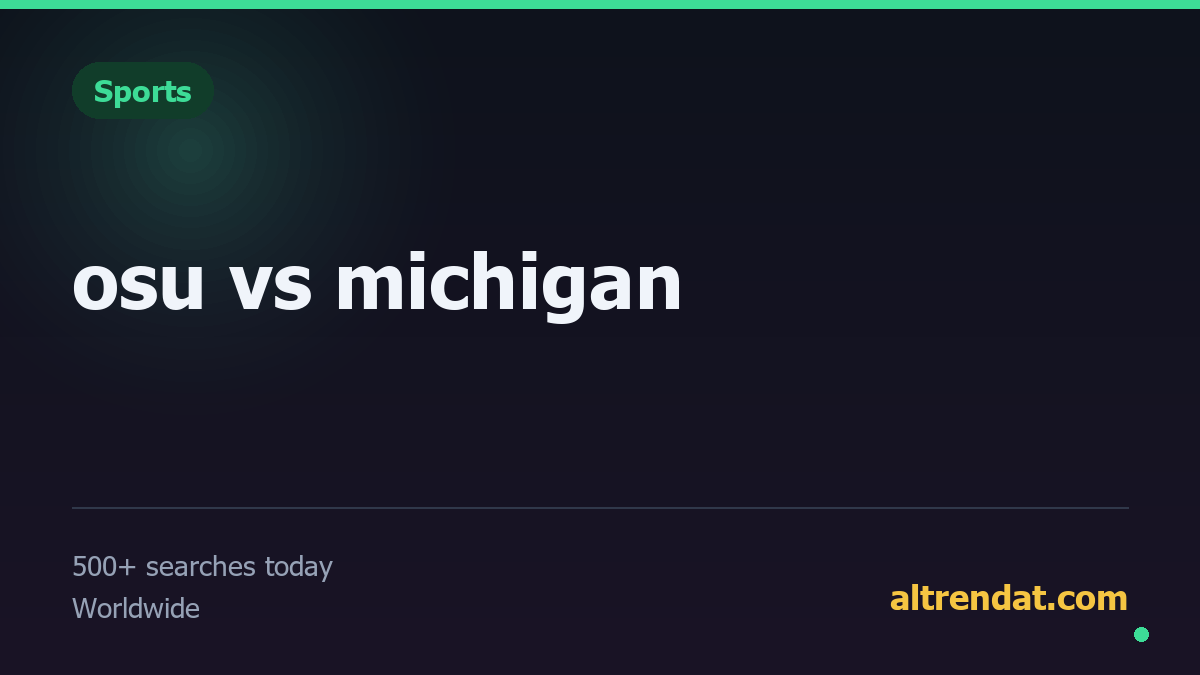 Sports
osu vs michigan
500+ searches today
Worldwide
altrendat.com